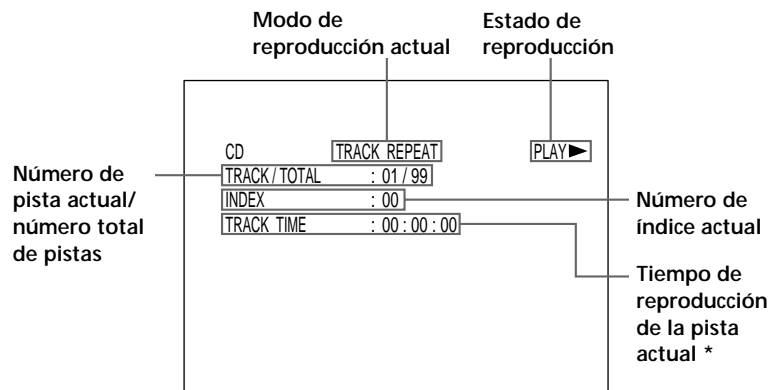 Modo de
reproducción actual
Estado de
reproducción
CD TRACK REPEAT PLAY►
TRACK / TOTAL : 01 / 99
INDEX : 00
TRACK TIME : 00 : 00 : 00
Número de
pista actual/
número total
de pistas
Número de
índice actual
Tiempo de
reproducción
de la pista
actual *